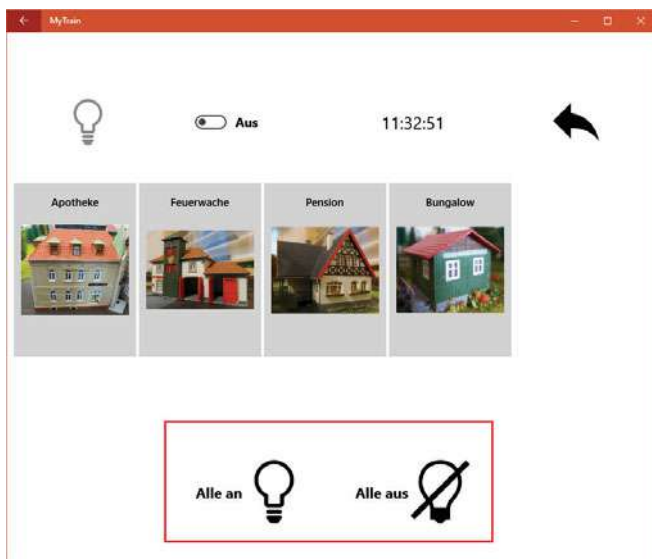 MyTrain
Aus
11:32:51
Apotheke
Feuerwache
Pension
Bungalow
Alle an
Alle aus